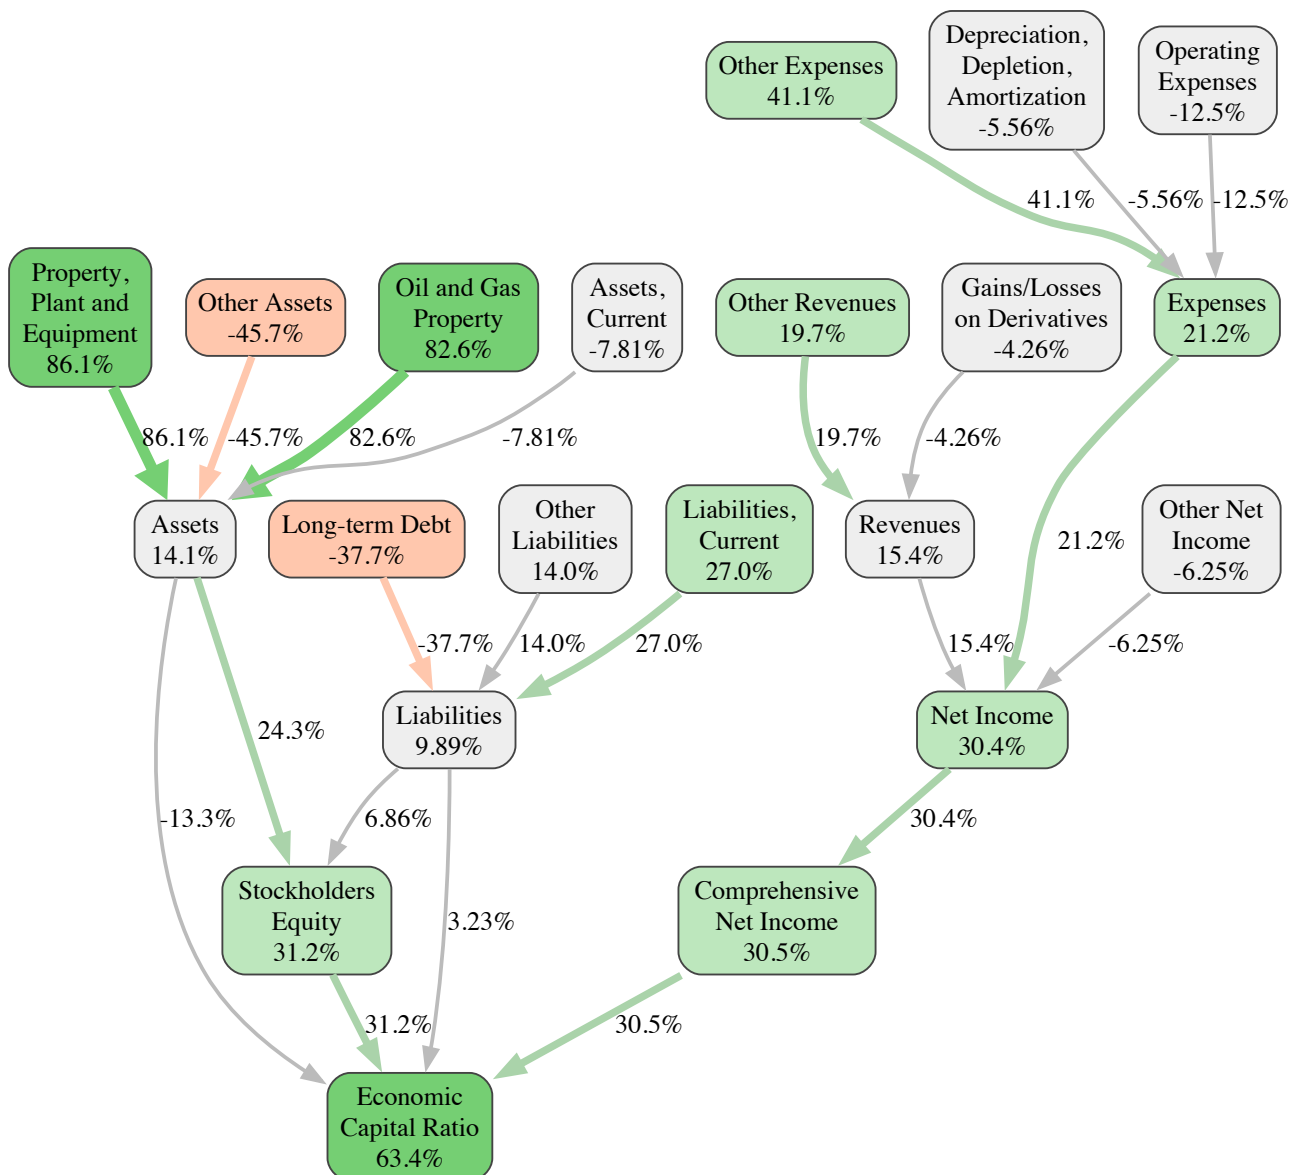 Other Expenses
41.1%
Depreciation,
Depletion,
Amortization
-5.56%
Operating
Expenses
-12.5%
41.1%
-5.56%
-12.5%
Property,
Plant and
Equipment
86.1%
Other Assets
-45.7%
Oil and Gas
Property
82.6%
Assets,
Current
-7.81%
Other Revenues
19.7%
Gains/Losses
on Derivatives
-4.26%
Expenses
21.2%
86.1%
-45.7%
82.6%
-7.81%
19.7%
-4.26%
Assets
14.1%
Long-term Debt
-37.7%
Other
Liabilities
14.0%
Liabilities,
Current
27.0%
Revenues
15.4%
21.2%
Other Net
Income
-6.25%
-37.7%
14.0%
27.0%
15.4%
-6.25%
24.3%
Liabilities
9.89%
Net Income
30.4%
-13.3%
6.86%
30.4%
Stockholders
Equity
31.2%
3.23%
Comprehensive
Net Income
30.5%
31.2%
30.5%
Economic
Capital Ratio
63.4%